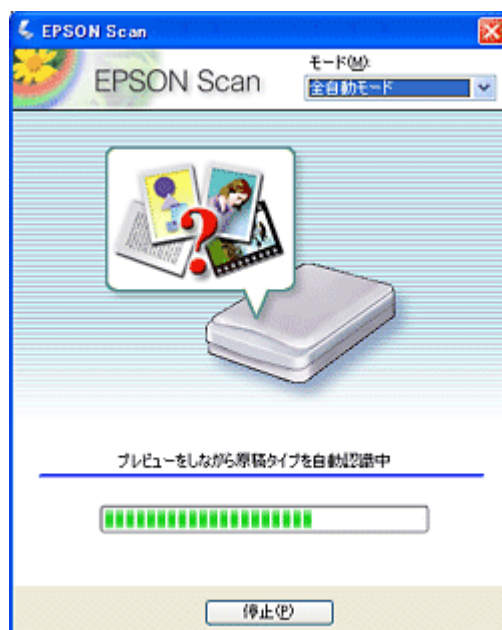 EPSON Scan
EPSON Scan
モード(M):
全自動モード
?
プレビューをしながら原稿タイプを自動認識中
停止(P)